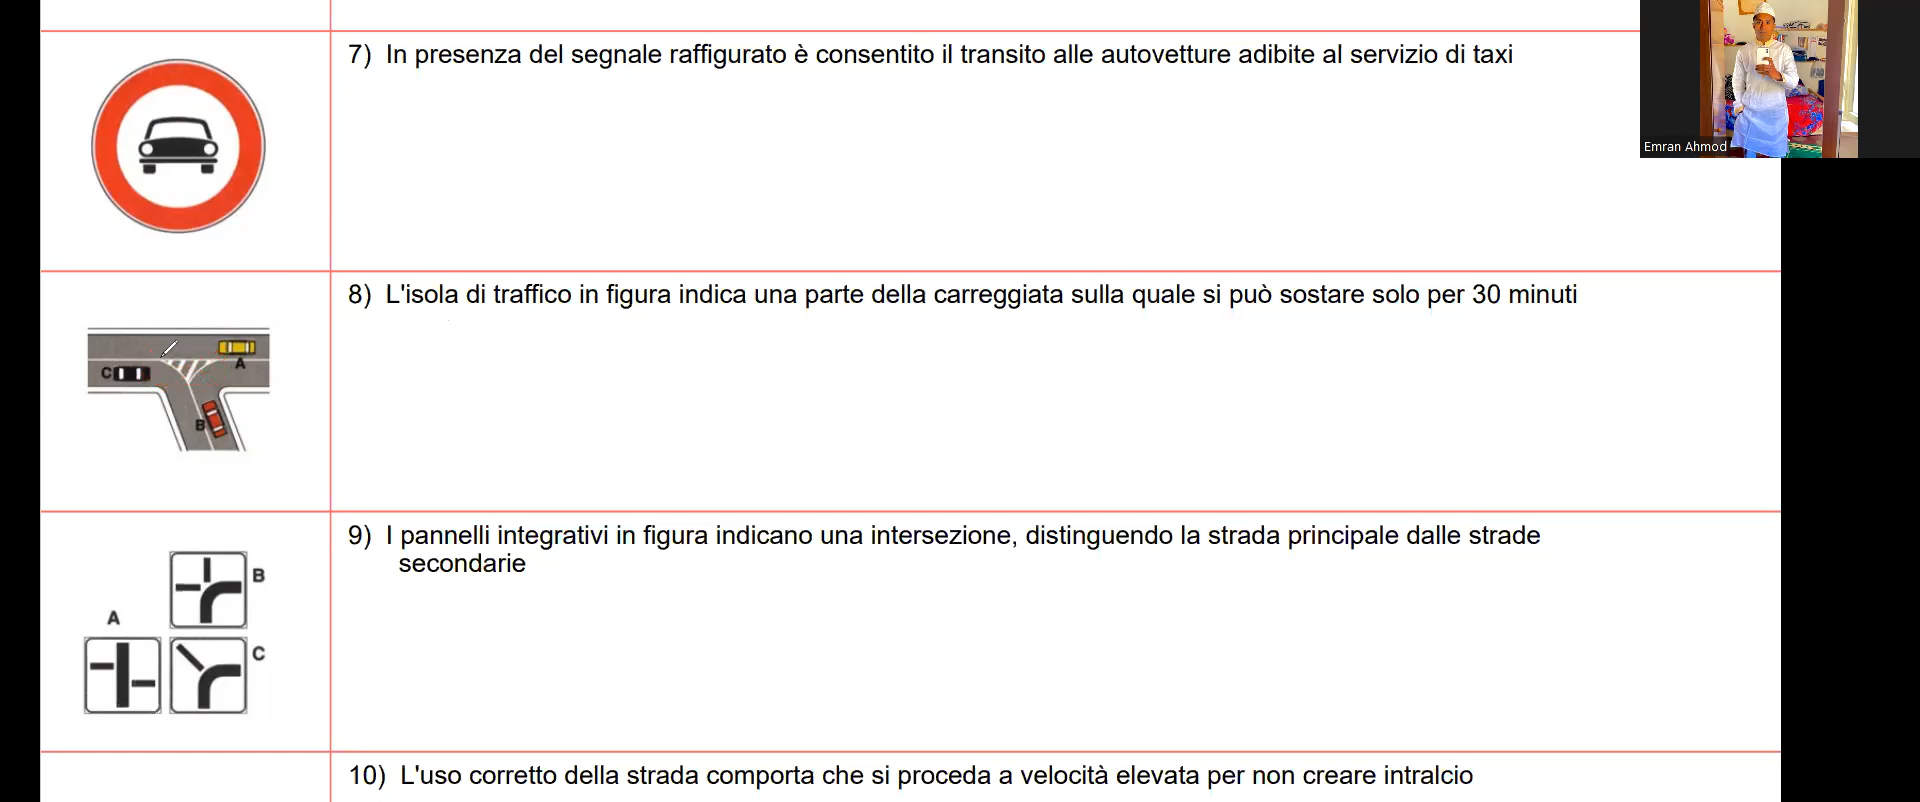 7) In presenza del segnale raffigurato è consentito il transito alle autovetture adibite al servizio di taxi
Emran Ahmod
8) L'isola di traffico in figura indica una parte della carreggiata sulla quale si può sostare solo per 30 minuti
A
C
B
9) I pannelli integrativi in figura indicano una intersezione, distinguendo la strada principale dalle strade
secondarie
B
A
C
10) L'uso corretto della strada comporta che si proceda a velocità elevata per non creare intralcio